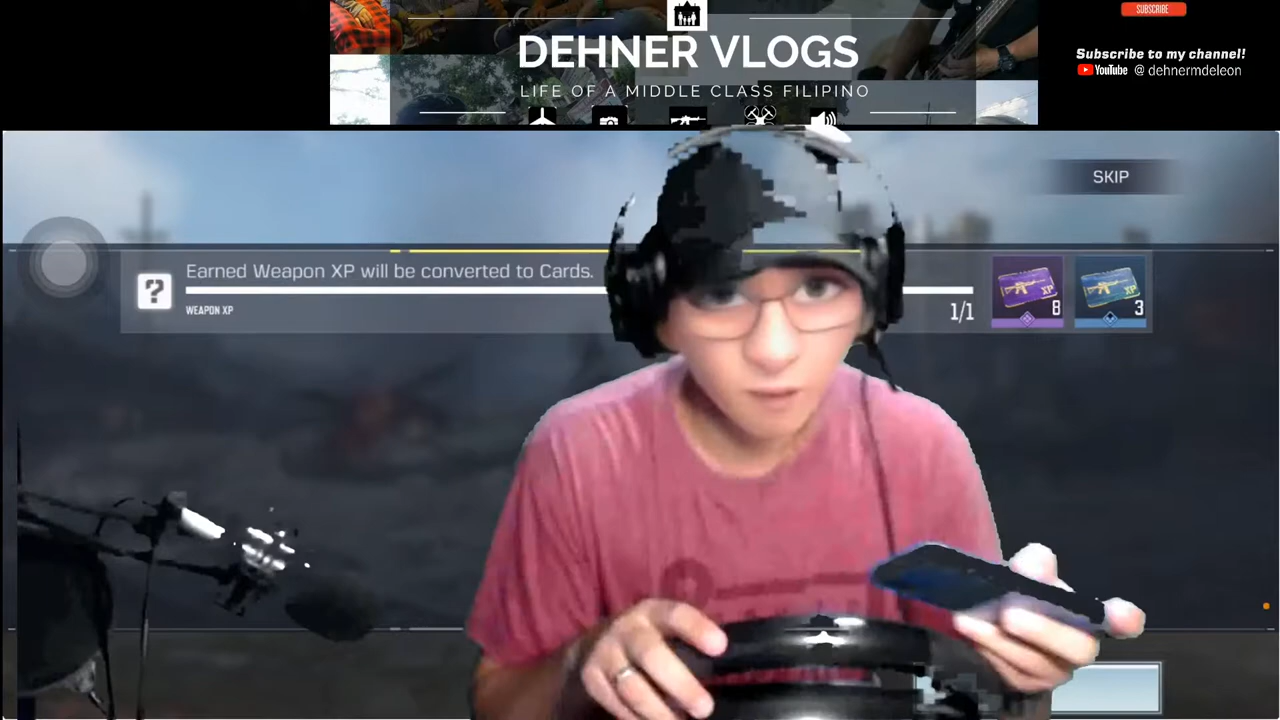 SUBSCRIBE
DEHNER VLOGS
LIFE OF A MIDDLE CLASS FILIPINO
Subscribe to my channel!
YouTube @ dehnermdeleon
SKIP
Earned Weapon XP will be converted to Cards.
?
WEAPON XP
1/1
XP
8
XP
3